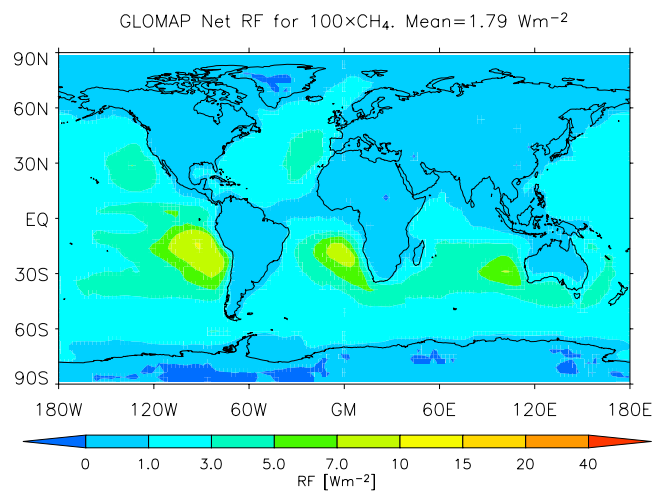 GLOMAP Net RF for 100×CH₄. Mean=1.79 Wm⁻²
90N
60N
30N
EQ
30S
60S
90S
180W 120W 60W GM 60E 120E 180E
0 1.0 3.0 5.0 7.0 10 15 20 40
RF [Wm⁻²]